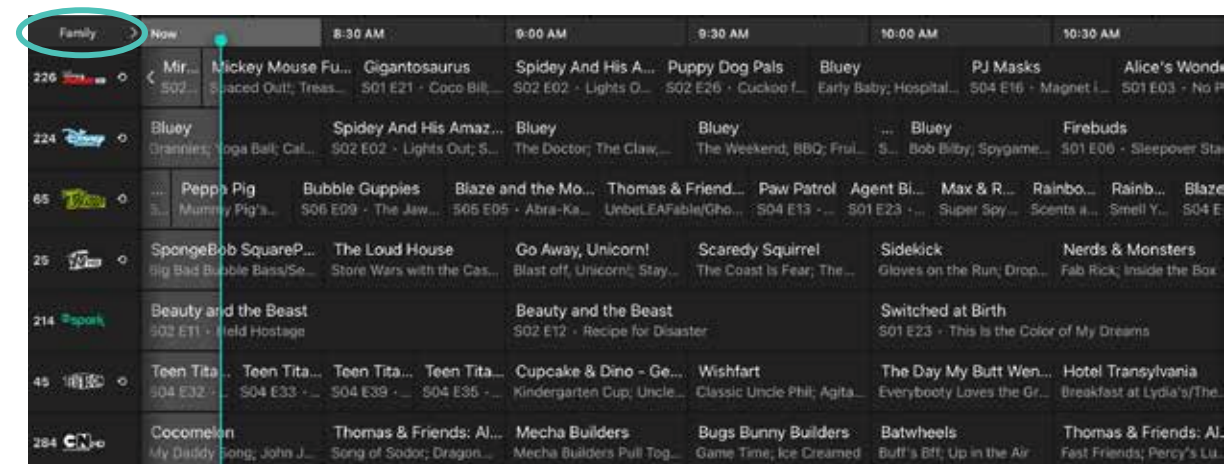 Family > Now 8:30 AM 9:00 AM 9:30 AM 10:00 AM 10:30 AM
226 Mir... Mickey Mouse Fu... Gigantosaurus Spidey And His A... Puppy Dog Pals Bluey PJ Masks Alice's Wonde
S02... Spaced Out!; Treas... S01 E21 - Coco Bill;... S02 E02 - Lights O... S02 E26 - Cuckoo f... Early Baby; Hospital... S04 E16 - Magnet i... S01 E03 - No
224 Disney Bluey Spidey And His Amaz... Bluey Bluey ... Bluey Firebuds
Grannies; Yoga Ball; Cal... S02 E02 - Lights Out; S... The Doctor; The Claw,... The Weekend; BBQ; Frui... S... Bob Bilby; Spygame... S01 E06 - Sleepover Sta
65 ... Peppa Pig Bubble Guppies Blaze and the Mo... Thomas & Friend... Paw Patrol Agent Bi... Max & R... Rainbo... Rainb... Blaze
S... Mummy Pig's... S06 E09 - The Jaw... S05 E05 - Abra-Ka... UnbeLEAFable/Gho... S04 E13 - ... S01 E23 - ... Super Spy... Scents a... Smell Y... S04 E
25 SpongeBob SquareP... The Loud House Go Away, Unicorn! Scaredy Squirrel Sidekick Nerds & Monsters
Big Bad Bubble Bass/Se... Store Wars with the Cas... Blast off, Unicorn!; Stay... The Coast Is Fear; The... Gloves on the Run; Drop... Fab Rick; Inside the Box
214 spark Beauty and the Beast Beauty and the Beast Switched at Birth
S02 E11 - Held Hostage S02 E12 - Recipe for Disaster S01 E23 - This Is the Color of My Dreams
45 Teen Tita... Teen Tita... Teen Tita... Teen Tita... Cupcake & Dino - Ge... Wishfart The Day My Butt Wen... Hotel Transylvania
S04 E32 - ... S04 E33 - ... S04 E39 - ... S04 E35 - ... Kindergarten Cup; Uncle... Classic Uncle Phil; Agita... Everybooty Loves the Gr... Breakfast at Lydia's/The...
284 CN HD Cocomelon Thomas & Friends: Al... Mecha Builders Bugs Bunny Builders Batwheels Thomas & Friends: Al...
My Daddy Song; John J... Song of Sodor; Dragon... Mecha Builders Pull Tog... Game Time; Ice Creamed Buff's Bff; Up in the Air Fast Friends; Percy's Lu...